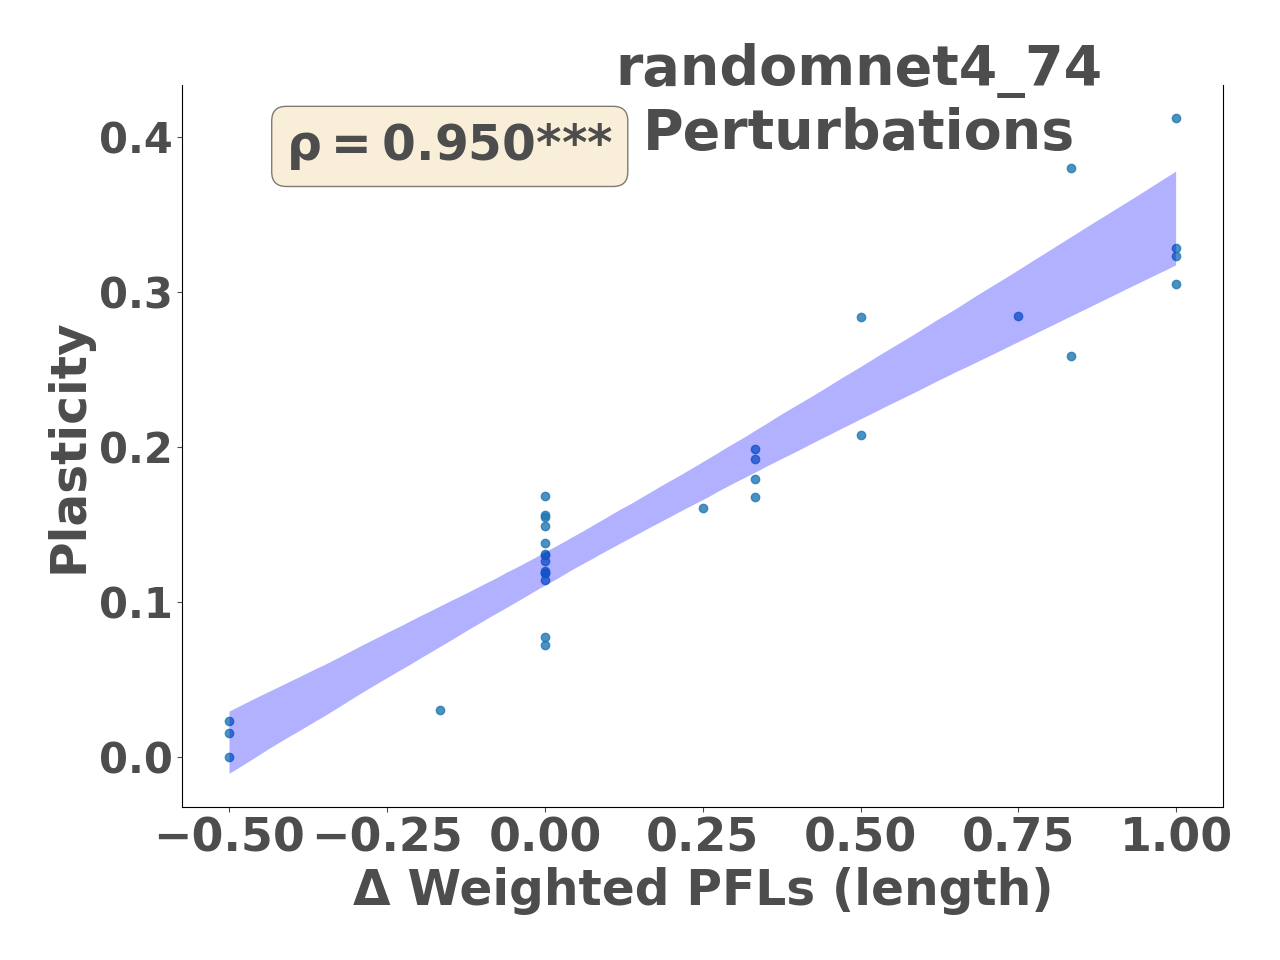 randomnet4_74
Perturbations
ρ = 0.950***
0.4
0.3
0.2
0.1
0.0
Plasticity
−0.50 −0.25 0.00 0.25 0.50 0.75 1.00
Δ Weighted PFLs (length)